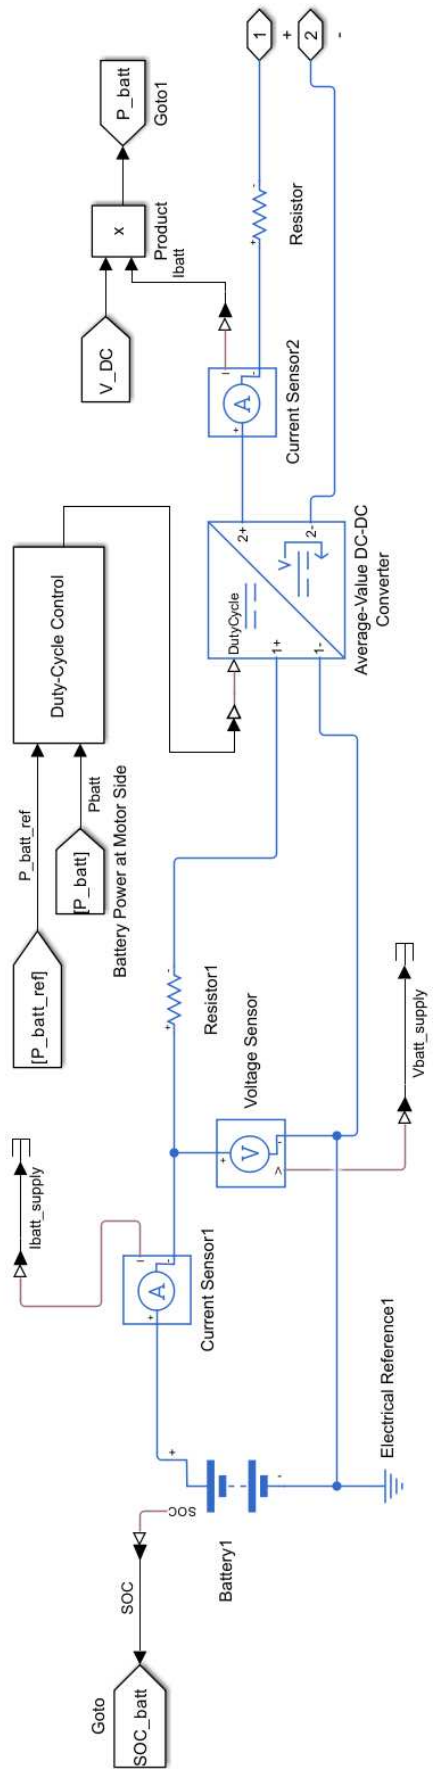 Goto
SOC_batt
SOC
SOC
Battery1
+
-
Electrical Reference1
Ibatt_supply
+
A
I
-
Current Sensor1
+
V
-
V
Voltage Sensor
Vbatt_supply
+
-
Resistor1
[P_batt_ref]
P_batt_ref
[P_batt]
Pbatt
Battery Power at Motor Side
Duty-Cycle Control
DutyCycle
1+
1-
2+
2-
V
Average-Value DC-DC
Converter
+
A
I
-
Current Sensor2
V_DC
Ibatt
x
Product
P_batt
Goto1
+
-
Resistor
1
+
2
-